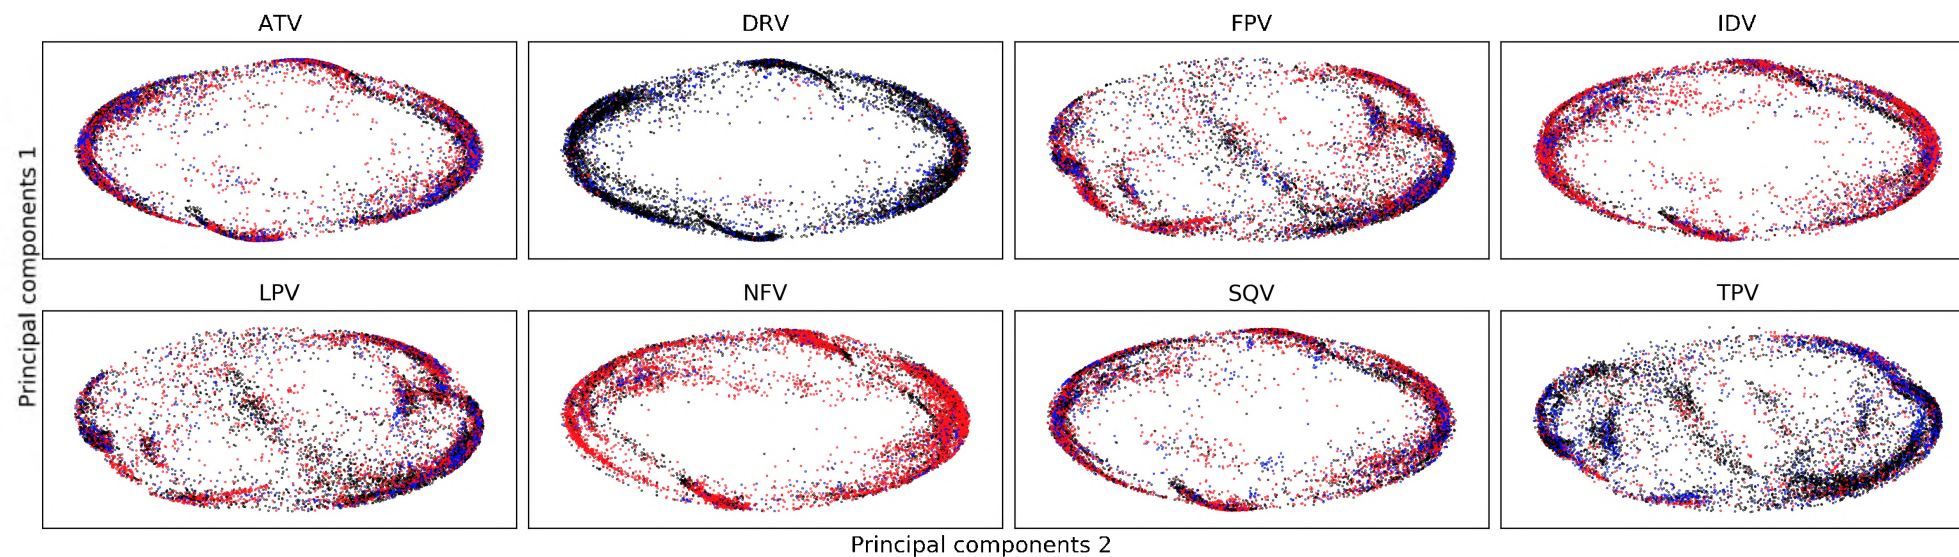 ATV DRV FPV IDV
Principal components 1
LPV NFV SQV TPV
Principal components 2